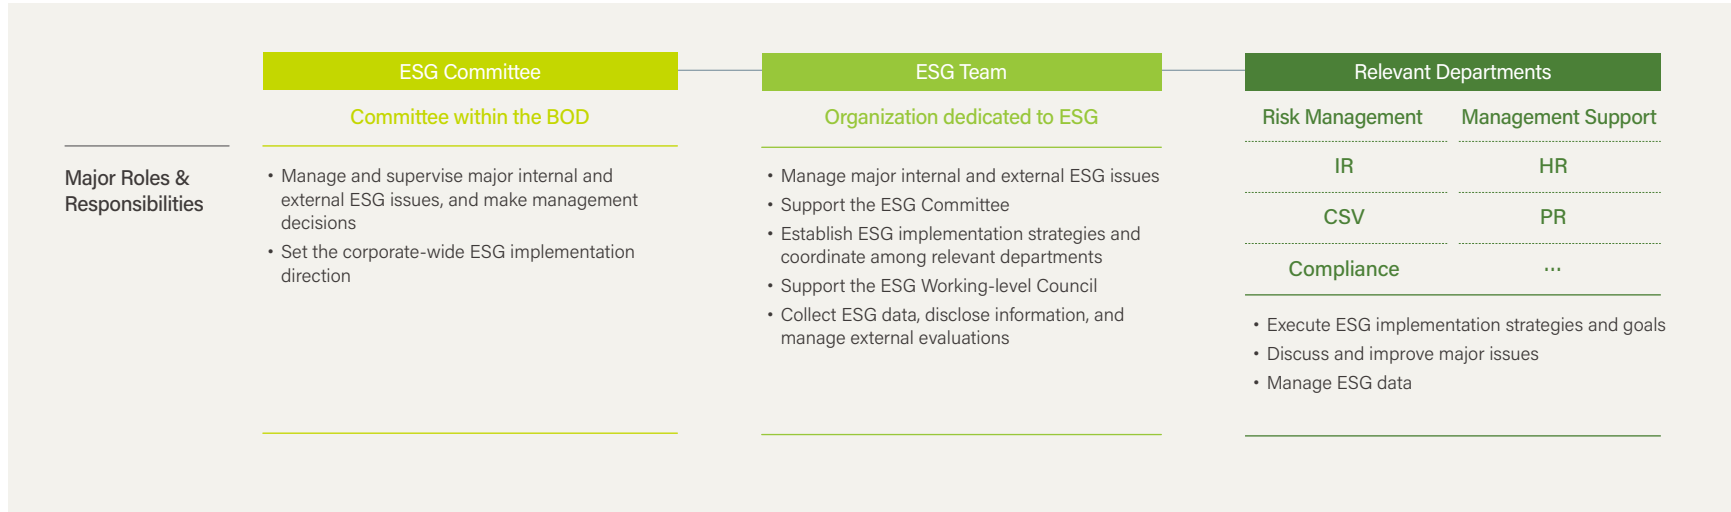 ESG Committee
ESG Team
Relevant Departments
Committee within the BOD
Organization dedicated to ESG
Risk Management
Management Support
IR
HR
CSV
PR
Compliance
...
Major Roles &
Responsibilities
• Manage and supervise major internal and
external ESG issues, and make management
decisions
• Set the corporate-wide ESG implementation
direction
• Manage major internal and external ESG issues
• Support the ESG Committee
• Establish ESG implementation strategies and
coordinate among relevant departments
• Support the ESG Working-level Council
• Collect ESG data, disclose information, and
manage external evaluations
• Execute ESG implementation strategies and goals
• Discuss and improve major issues
• Manage ESG data